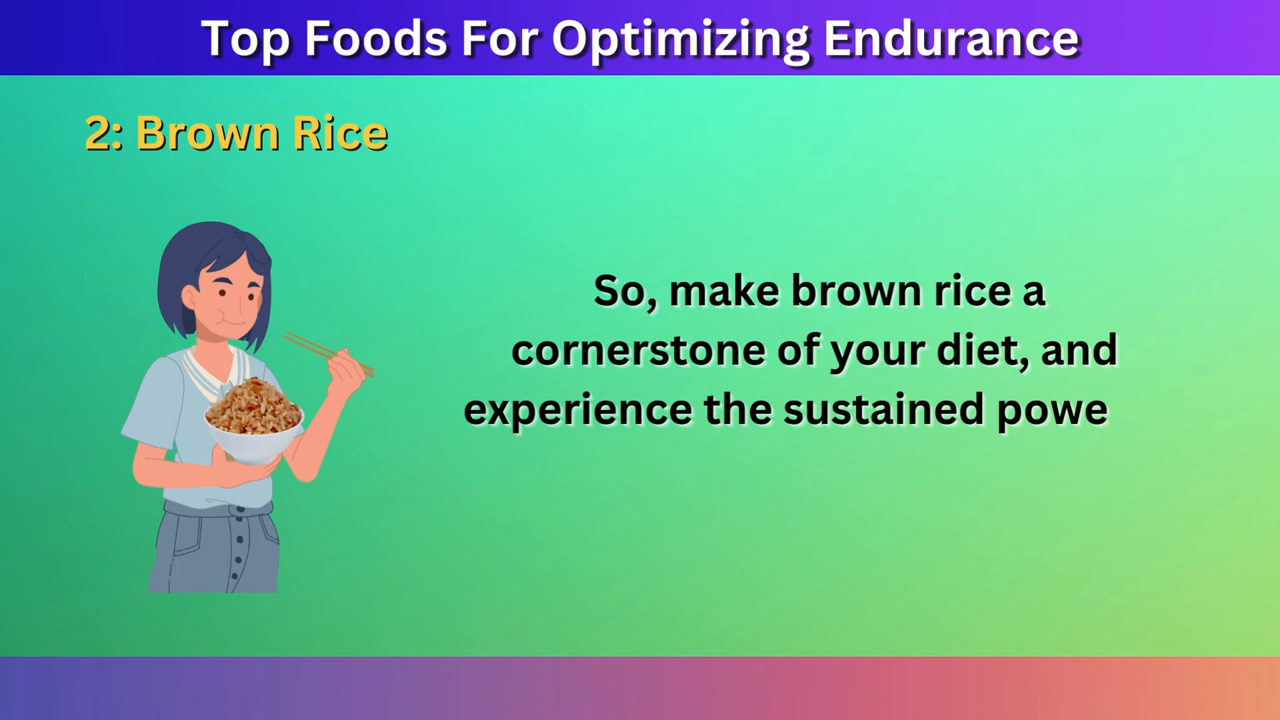 Top Foods For Optimizing Endurance
2: Brown Rice
So, make brown rice a
cornerstone of your diet, and
experience the sustained powe